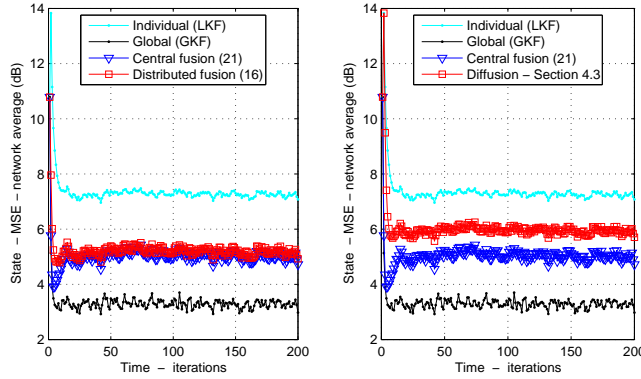 State − MSE − network average (dB)
14
12
10
8
6
4
2
Individual (LKF)
Global (GKF)
Central fusion (21)
Distributed fusion (16)
0
50
100
150
200
Time − iterations
State − MSE − network average (dB)
14
12
10
8
6
4
2
Individual (LKF)
Global (GKF)
Central fusion (21)
Diffusion − Section 4.3
0
50
100
150
200
Time − iterations